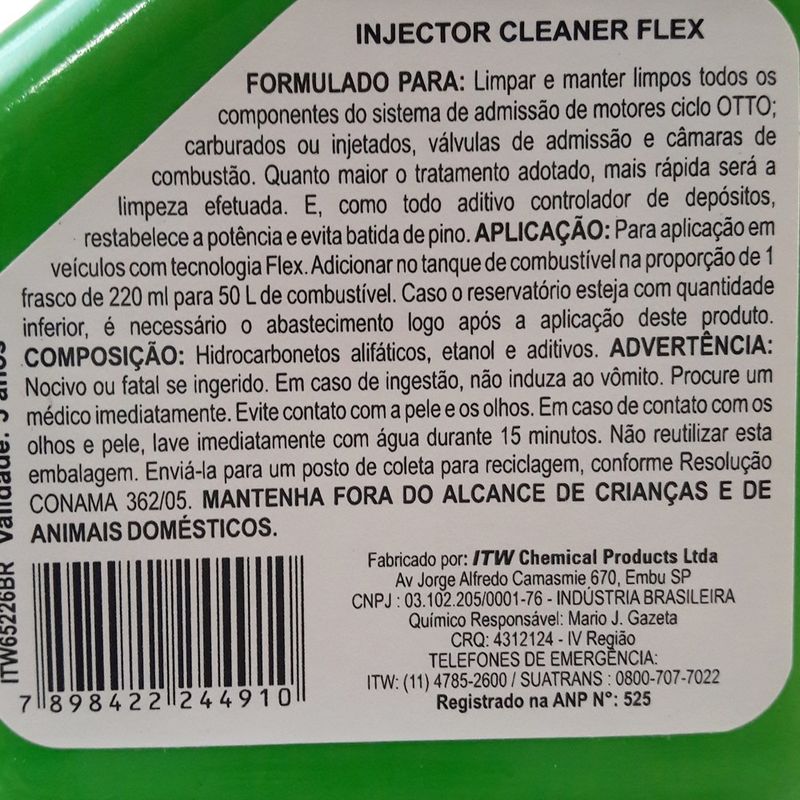 INJECTOR CLEANER FLEX
FORMULADO PARA: Limpar e manter limpos todos os
componentes do sistema de admissão de motores ciclo OTTO;
carburados ou injetados, válvulas de admissão e câmaras de
combustão. Quanto maior o tratamento adotado, mais rápida será a
limpeza efetuada. E, como todo aditivo controlador de depósitos,
restabelece a potência e evita batida de pino. APLICAÇÃO: Para aplicação em
veículos com tecnologia Flex. Adicionar no tanque de combustível na proporção de 1
frasco de 220 ml para 50 L de combustível. Caso o reservatório esteja com quantidade
inferior, é necessário o abastecimento logo após a aplicação deste produto.
COMPOSIÇÃO: Hidrocarbonetos alifáticos, etanol e aditivos. ADVERTÊNCIA:
Nocivo ou fatal se ingerido. Em caso de ingestão, não induza ao vômito. Procure um
médico imediatamente. Evite contato com a pele e os olhos. Em caso de contato com os
olhos e pele, lave imediatamente com água durante 15 minutos. Não reutilizar esta
embalagem. Enviá-la para um posto de coleta para reciclagem, conforme Resolução
CONAMA 362/05. MANTENHA FORA DO ALCANCE DE CRIANÇAS E DE
ANIMAIS DOMÉSTICOS.
ITW65226BR Validade: 5 anos
7 898422 244910
Fabricado por: ITW Chemical Products Ltda
Av Jorge Alfredo Camasmie 670, Embu SP
CNPJ : 03.102.205/0001-76 - INDÚSTRIA BRASILEIRA
Químico Responsável: Mario J. Gazeta
CRQ: 4312124 - IV Região
TELEFONES DE EMERGÊNCIA:
ITW: (11) 4785-2600 / SUATRANS : 0800-707-7022
Registrado na ANP N°: 525